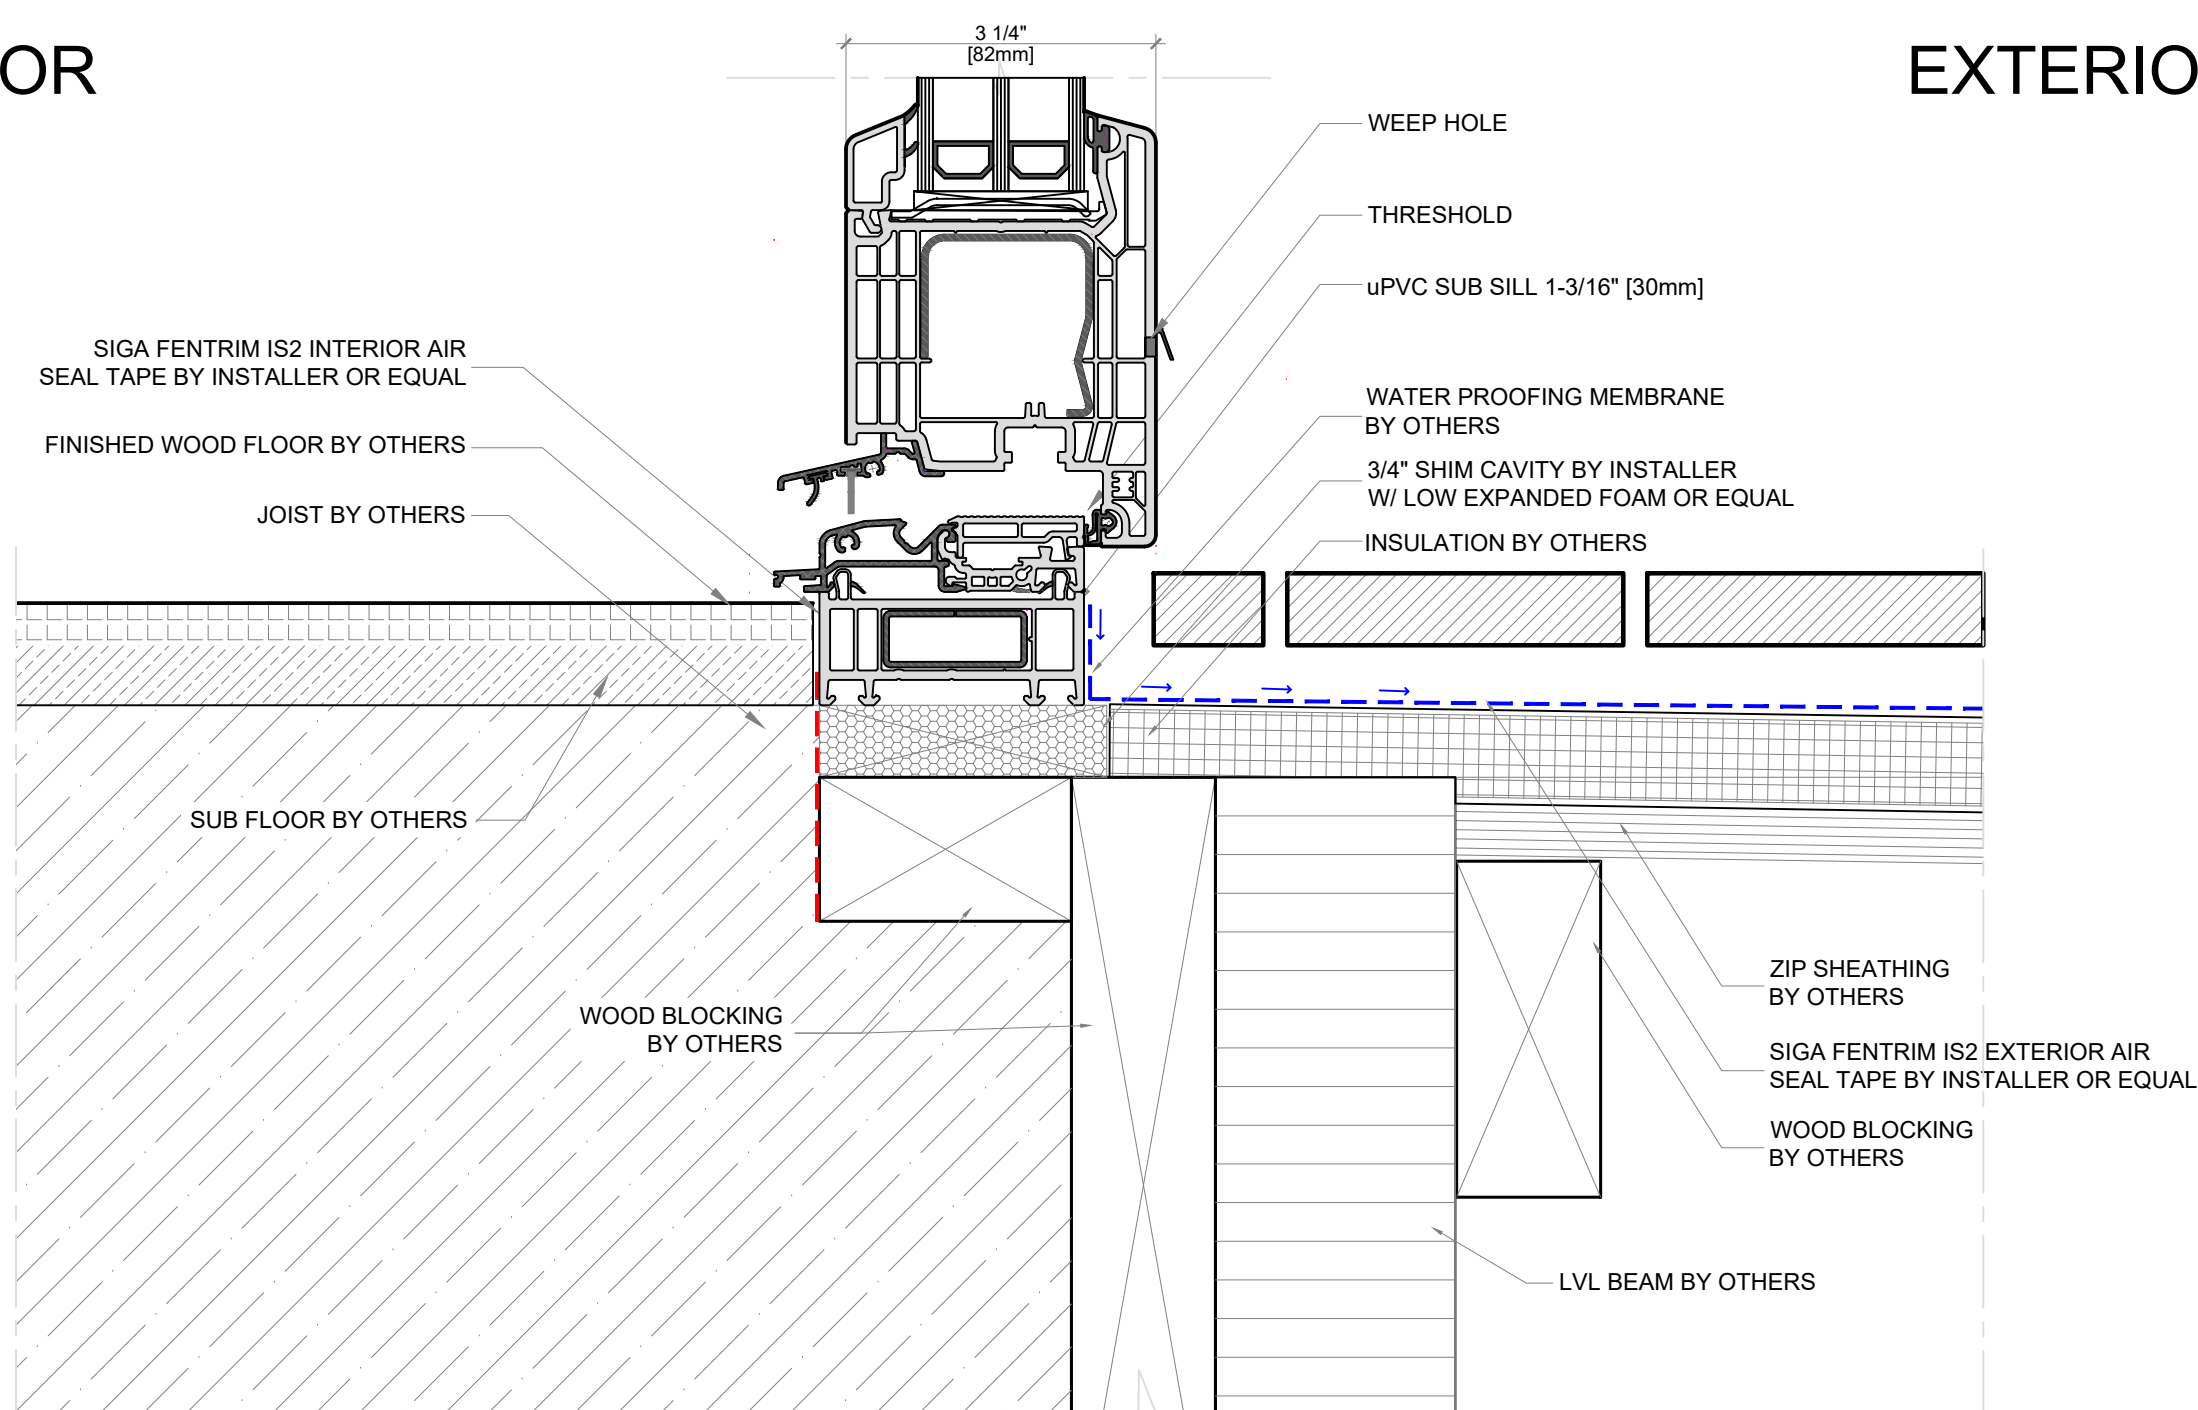 3 1/4"
[82mm]
OR
EXTERIO
WEEP HOLE
THRESHOLD
uPVC SUB SILL 1-3/16" [30mm]
SIGA FENTRIM IS2 INTERIOR AIR
SEAL TAPE BY INSTALLER OR EQUAL
WATER PROOFING MEMBRANE
BY OTHERS
FINISHED WOOD FLOOR BY OTHERS
3/4" SHIM CAVITY BY INSTALLER
W/ LOW EXPANDED FOAM OR EQUAL
JOIST BY OTHERS
INSULATION BY OTHERS
SUB FLOOR BY OTHERS
ZIP SHEATHING
BY OTHERS
WOOD BLOCKING
BY OTHERS
SIGA FENTRIM IS2 EXTERIOR AIR
SEAL TAPE BY INSTALLER OR EQUAL
WOOD BLOCKING
BY OTHERS
LVL BEAM BY OTHERS